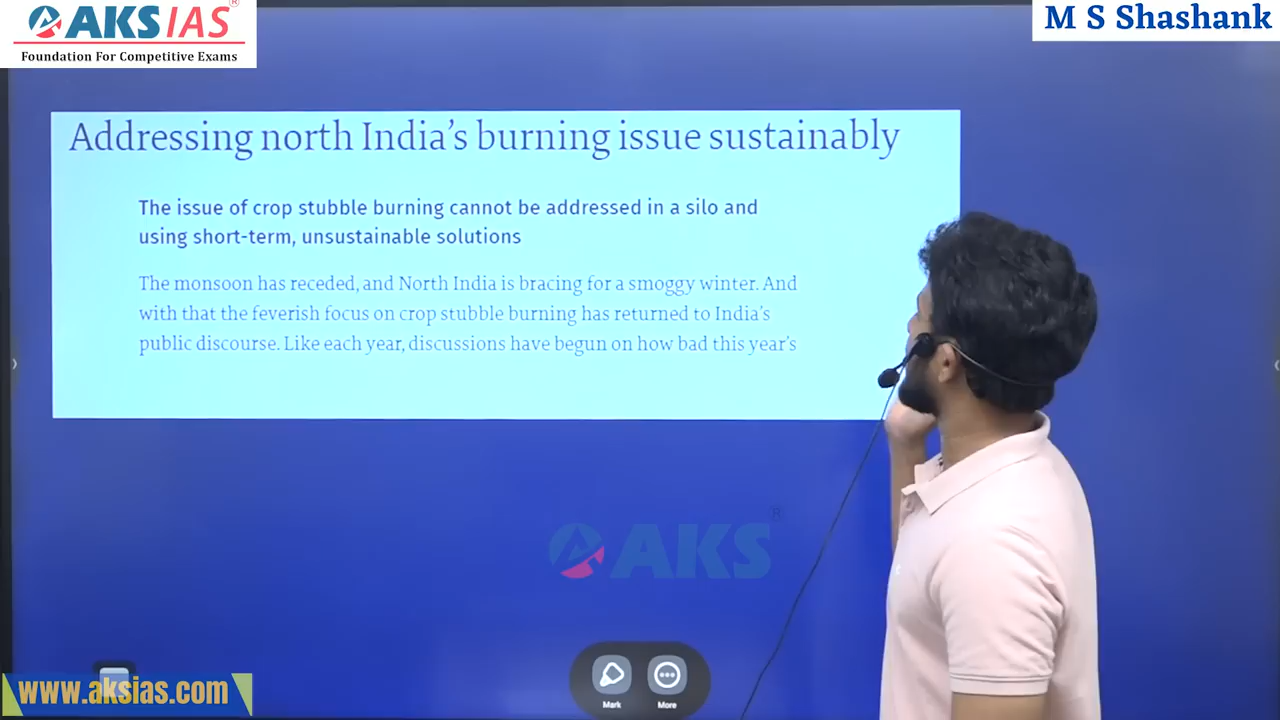 AKS IAS ®
Foundation For Competitive Exams
M S Shashank
Addressing north India’s burning issue sustainably
The issue of crop stubble burning cannot be addressed in a silo and
using short-term, unsustainable solutions
The monsoon has receded, and North India is bracing for a smoggy winter. And
with that the feverish focus on crop stubble burning has returned to India’s
public discourse. Like each year, discussions have begun on how bad this year’s
AKS ®
Mark
More
www.aksias.com